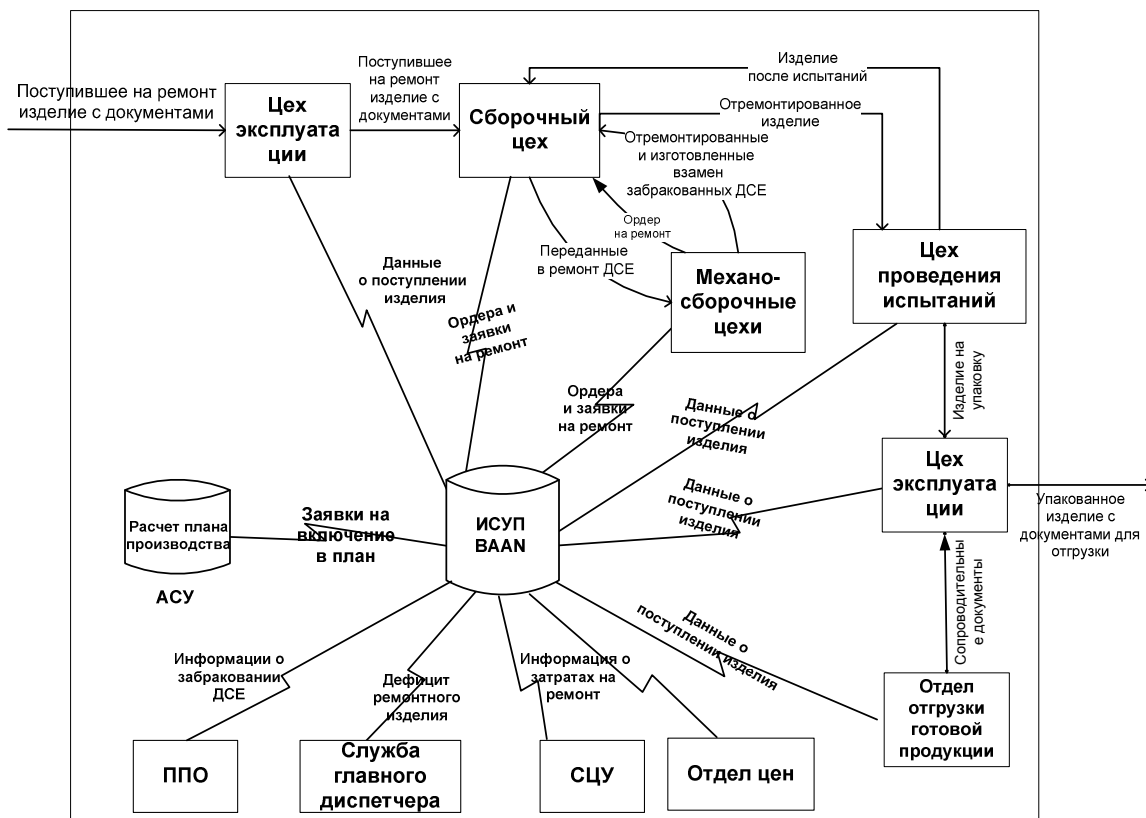 Поступившее на ремонт
изделие с документами
Цех
эксплуата
ции
Поступившее
на ремонт
изделие с
документами
Сборочный
цех
Изделие
после испытаний
Отремонтированное
изделие
Отремонтированные
и изготовленные
взамен
забракованных ДСЕ
Ордер
на ремонт
Переданные
в ремонт ДСЕ
Механо-
сборочные
цехи
Цех
проведения
испытаний
Данные
о поступлении
изделия
Ордера и
заявки
на ремонт
Ордера
и заявки
на ремонт
Данные о
поступлении
изделия
Изделие на
упаковку
Цех
эксплуата
ции
Упакованное
изделие с
документами для
отгрузки
Данные о
поступлении
изделия
Расчет плана
производства
АСУ
Заявки на
включение
в план
ИСУП
BAAN
Сопроводительны
е документы
Данные о
поступлении изделия
Отдел
отгрузки
готовой
продукции
Информации о
забраковании
ДСЕ
Дефицит
ремонтного
изделия
Информация о
затратах на
ремонт
ППО
Служба
главного
диспетчера
СЦУ
Отдел цен